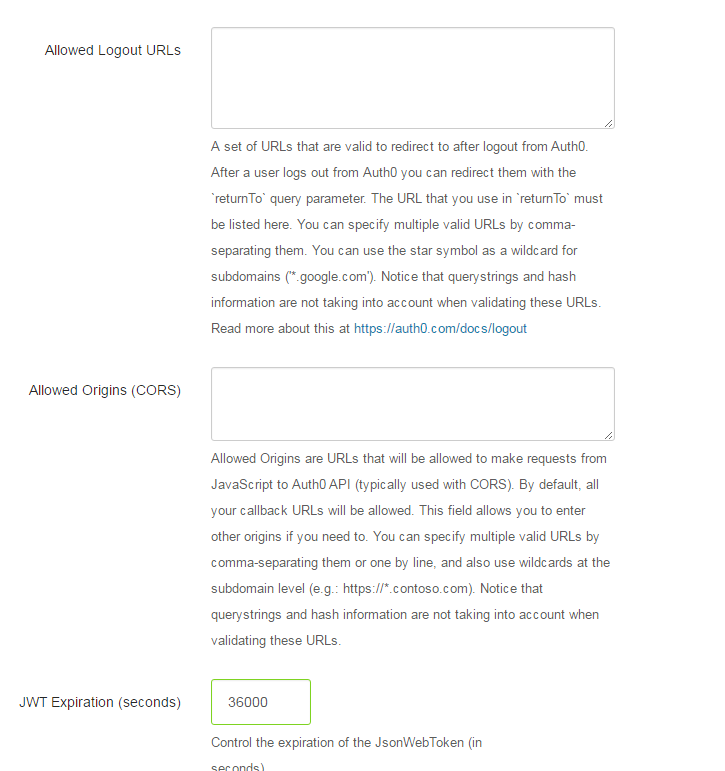 Allowed Logout URLs
A set of URLs that are valid to redirect to after logout from Auth0.
After a user logs out from Auth0 you can redirect them with the
`returnTo` query parameter. The URL that you use in `returnTo` must
be listed here. You can specify multiple valid URLs by comma-
separating them. You can use the star symbol as a wildcard for
subdomains ('*.google.com'). Notice that querystrings and hash
information are not taking into account when validating these URLs.
Read more about this at https://auth0.com/docs/logout
Allowed Origins (CORS)
Allowed Origins are URLs that will be allowed to make requests from
JavaScript to Auth0 API (typically used with CORS). By default, all
your callback URLs will be allowed. This field allows you to enter
other origins if you need to. You can specify multiple valid URLs by
comma-separating them or one by line, and also use wildcards at the
subdomain level (e.g.: https://*.contoso.com). Notice that
querystrings and hash information are not taking into account when
validating these URLs.
JWT Expiration (seconds)
36000
Control the expiration of the JsonWebToken (in
seconds)